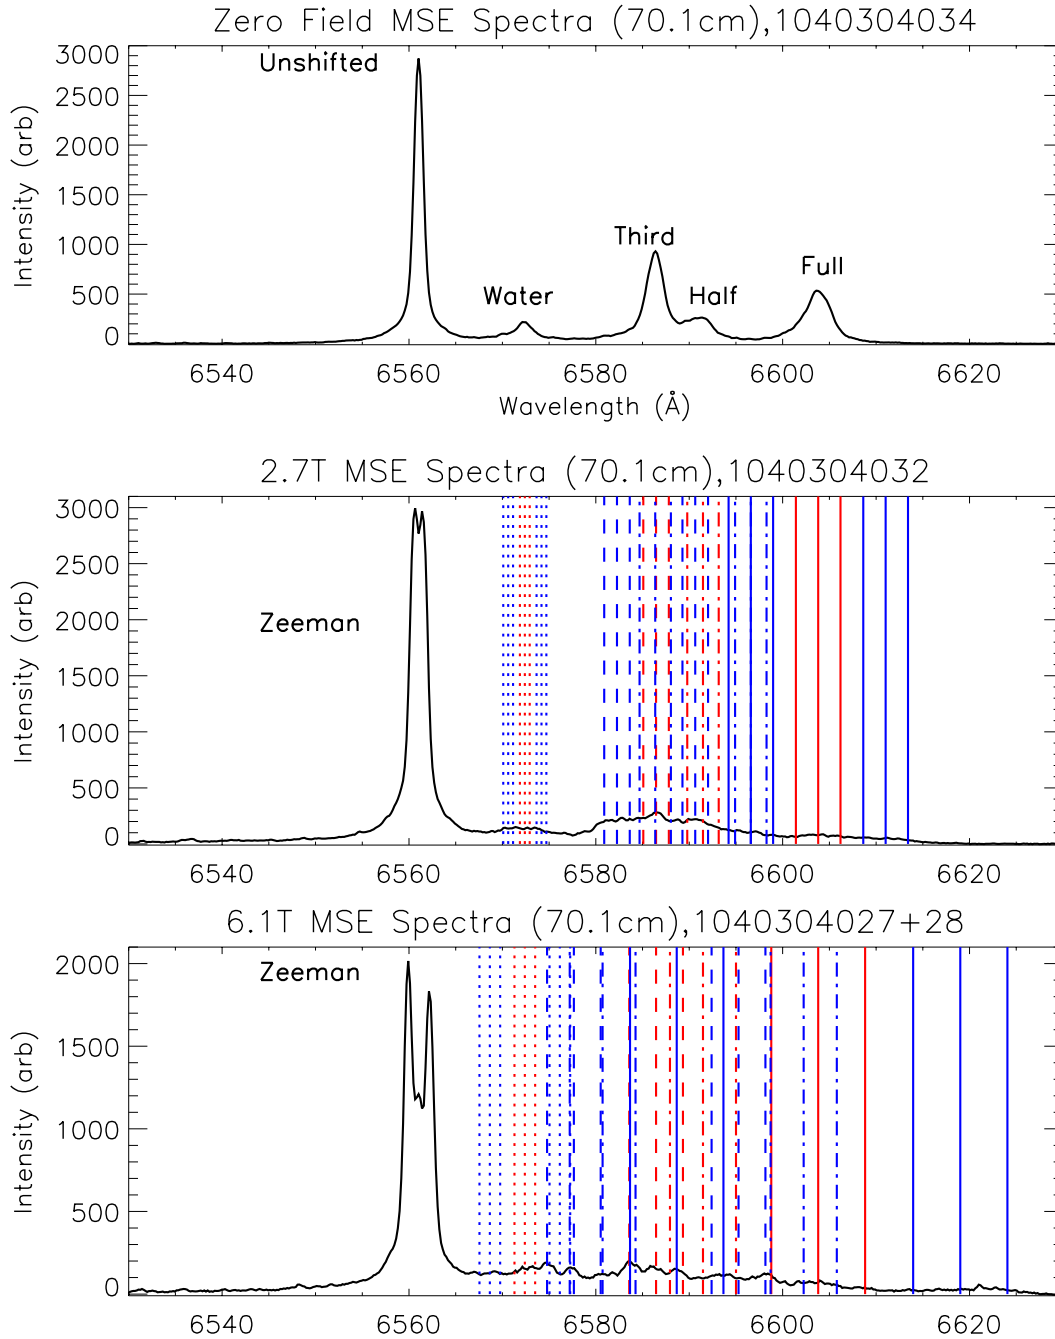 Zero Field MSE Spectra (70.1cm),1040304034
3000
2500
2000
1500
1000
500
0
Intensity (arb)
Unshifted
Water
Third
Half
Full
6540 6560 6580 6600 6620
Wavelength (Å)
2.7T MSE Spectra (70.1cm),1040304032
3000
2500
2000
1500
1000
500
0
Intensity (arb)
Zeeman
6540 6560 6580 6600 6620
6.1T MSE Spectra (70.1cm),1040304027+28
2000
1500
1000
500
0
Intensity (arb)
Zeeman
6540 6560 6580 6600 6620